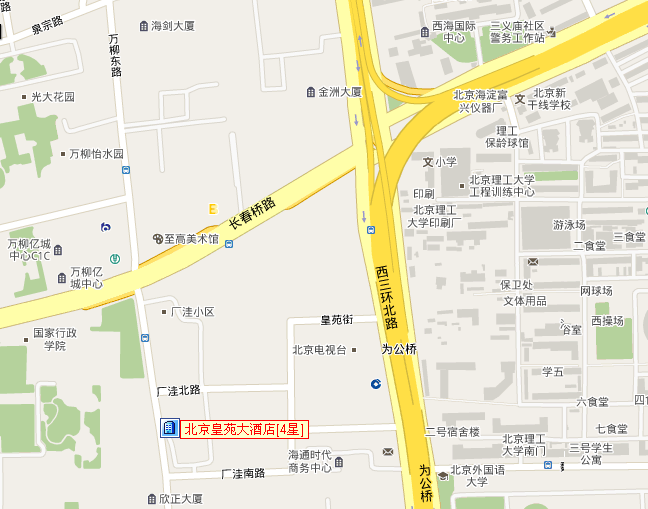 泉宗路
海剑大厦
万柳东路
西海国际
中心
三义庙社区
警务工作站
光大花园
金洲大厦
北京海淀富
兴仪器厂
北京新
干线学校
理工
保龄球馆
万柳怡水园
小学
北京理工大学
工程训练中心
印刷
北京理工
大学印刷厂
长春桥路
至高美术馆
游泳场
二食堂
三食堂
万柳亿城
中心C1C
万柳亿
城中心
西三环北路
保卫处
文体用品
网球场
厂洼小区
皇苑街
浴室
西操场
国家行政
学院
北京电视台
为公桥
学五
厂洼北路
六食堂
四食
北京皇苑大酒店[4星]
二号宿舍楼
七食堂
北京理工
大学南门
三号学生
公寓
海通时代
商务中心
厂洼南路
为公桥
北京外国语
大学
欣正大厦